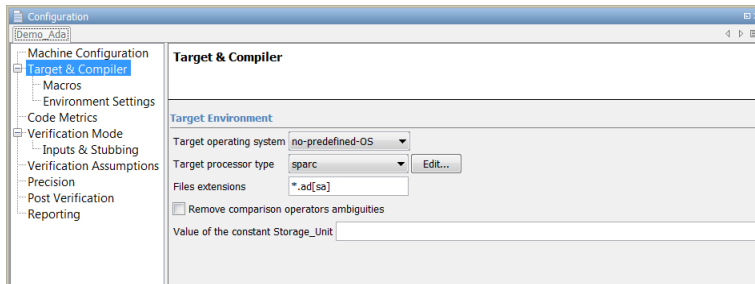 Configuration
Demo_Ada
Machine Configuration
Target & Compiler
Macros
Environment Settings
Code Metrics
Verification Mode
Inputs & Stubbing
Verification Assumptions
Precision
Post Verification
Reporting
Target & Compiler
Target Environment
Target operating system no-predefined-OS
Target processor type sparc Edit...
Files extensions *.ad[sa]
Remove comparison operators ambiguities
Value of the constant Storage_Unit